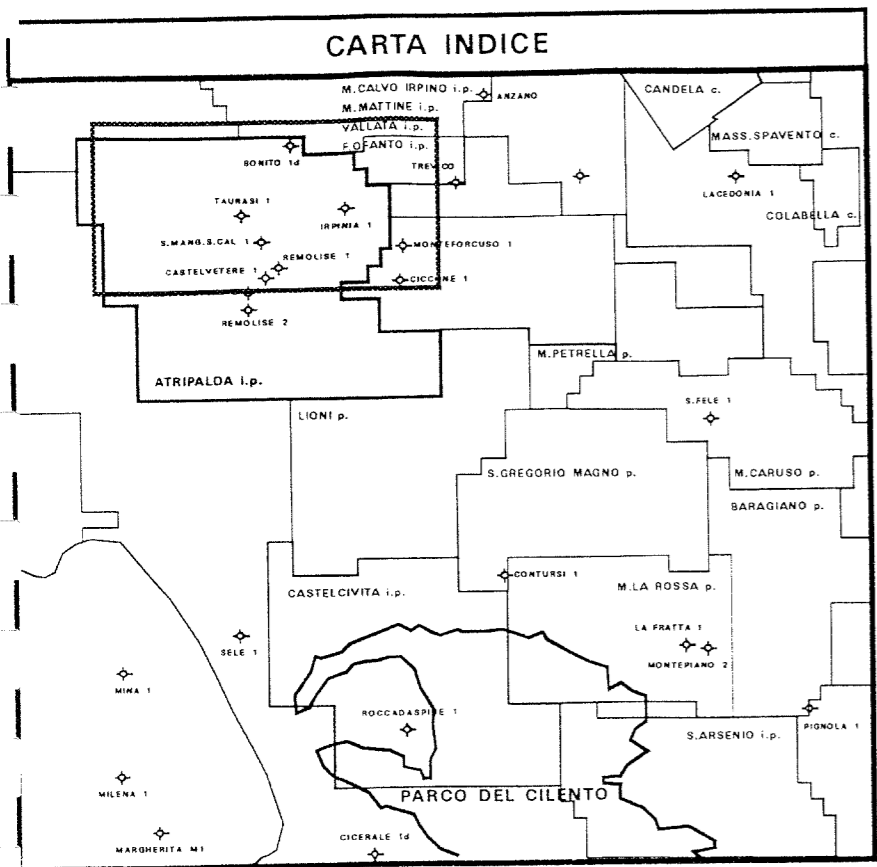 CARTA INDICE
M.CALVO IRPINO i.p.
ANZANO
CANDELA c.
M.MATTINE i.p.
VALLATA i.p.
MASS.SPAVENTO c.
F.OFANTO i.p.
BONITO 1d
TREVICO
LACEDONIA 1
TAURASI 1
COLABELLA c.
IRPINIA 1
S.MANG.S.CAL 1
MONTEFORCUSO 1
REMOLISE 1
CASTELVETERE 1
CICCONE 1
REMOLISE 2
M.PETRELLA p.
ATRIPALDA i.p.
S.FELE 1
LIONI p.
S.GREGORIO MAGNO p.
M.CARUSO p.
BARAGIANO p.
CONTURSI 1
CASTELCIVITA i.p.
M.LA ROSSA p.
LA FRATTA 1
SELE 1
MONTEPIANO 2
MINA 1
ROCCADASPIDE 1
PIGNOLA 1
S.ARSENIO i.p.
MILENA 1
PARCO DEL CILENTO
CICERALE 1d
MARGHERITA M1